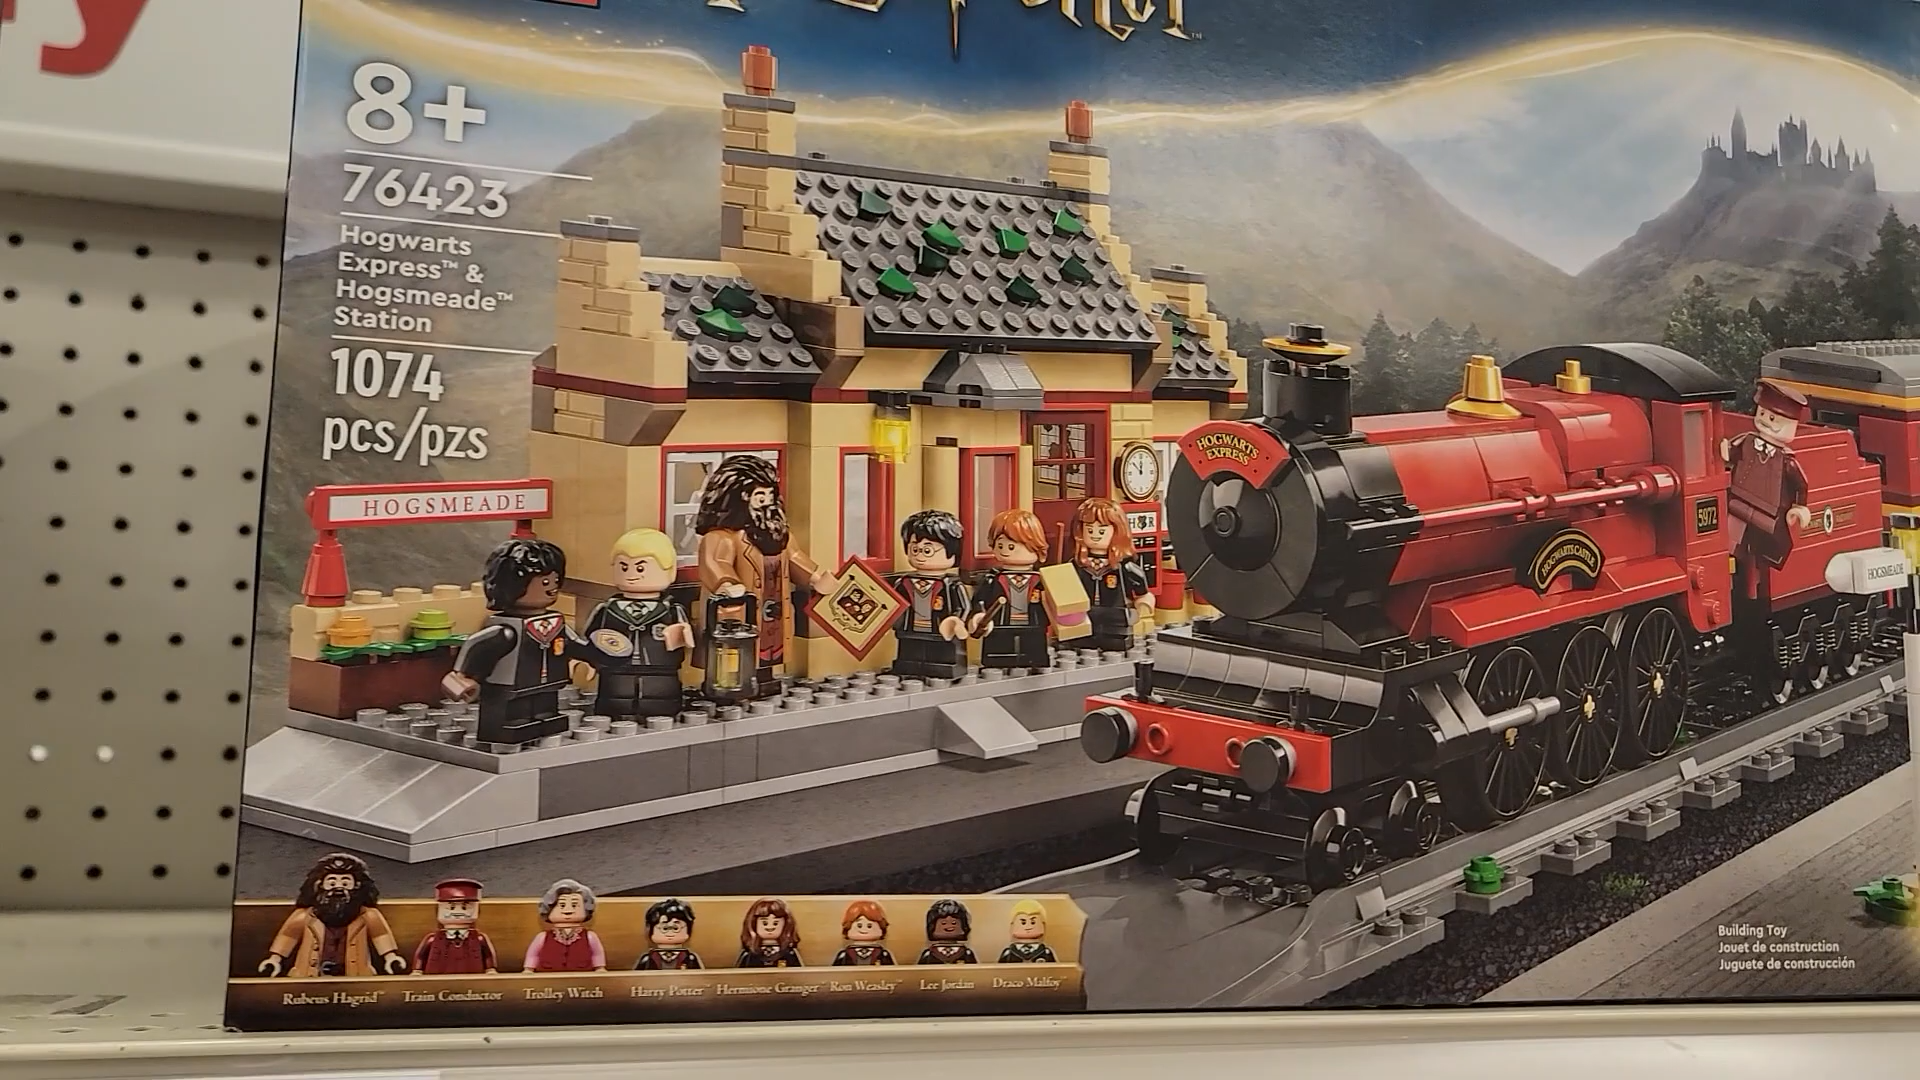 Potter™
8+
76423
Hogwarts
Express™ &
Hogsmeade™
Station
1074
pcs/pzs
HOGSMEADE
HOGWARTS
EXPRESS
5972
HOGWARTS CASTLE
HOGSMEADE
Rubeus Hagrid™ Train Conductor Trolley Witch Harry Potter™ Hermione Granger™ Ron Weasley™ Lee Jordan Draco Malfoy™
Building Toy
Jouet de construction
Juguete de construcción